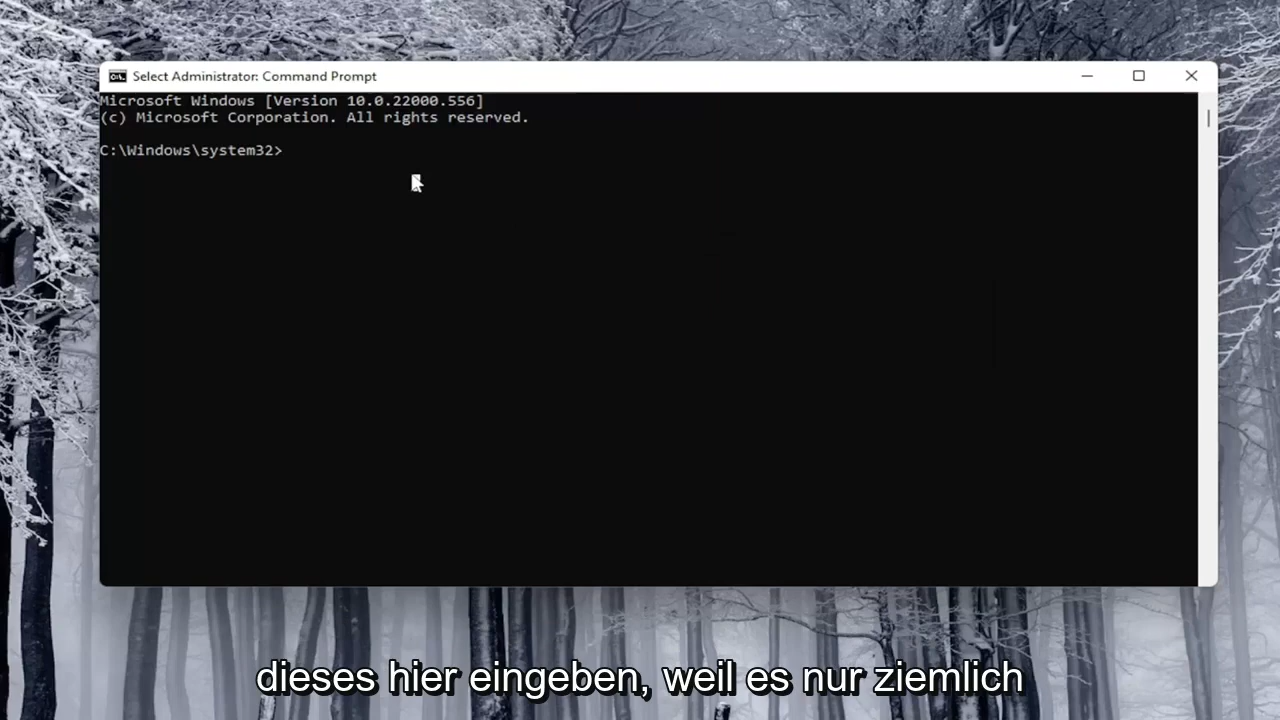 Select Administrator: Command Prompt
Microsoft Windows [Version 10.0.22000.556]
(c) Microsoft Corporation. All rights reserved.
C:\Windows\system32>
dieses hier eingeben, weil es nur ziemlich